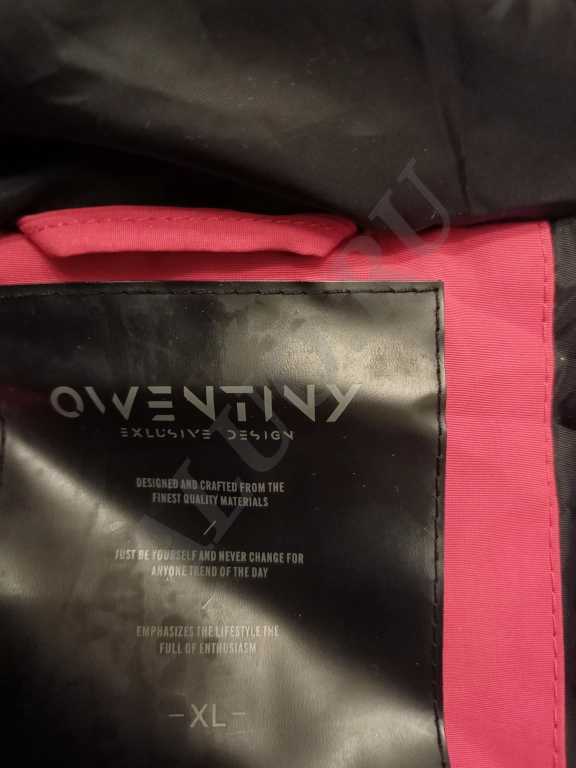 QWENTINY
EXLUSIVE DESIGN
DESIGNED AND CRAFTED FROM THE
FINEST QUALITY MATERIALS
JUST BE YOURSELF AND NEVER CHANGE FOR
ANYONE TREND OF THE DAY
EMPHASIZES THE LIFESTYLE THE
FULL OF ENTHUSIASM
-XL-